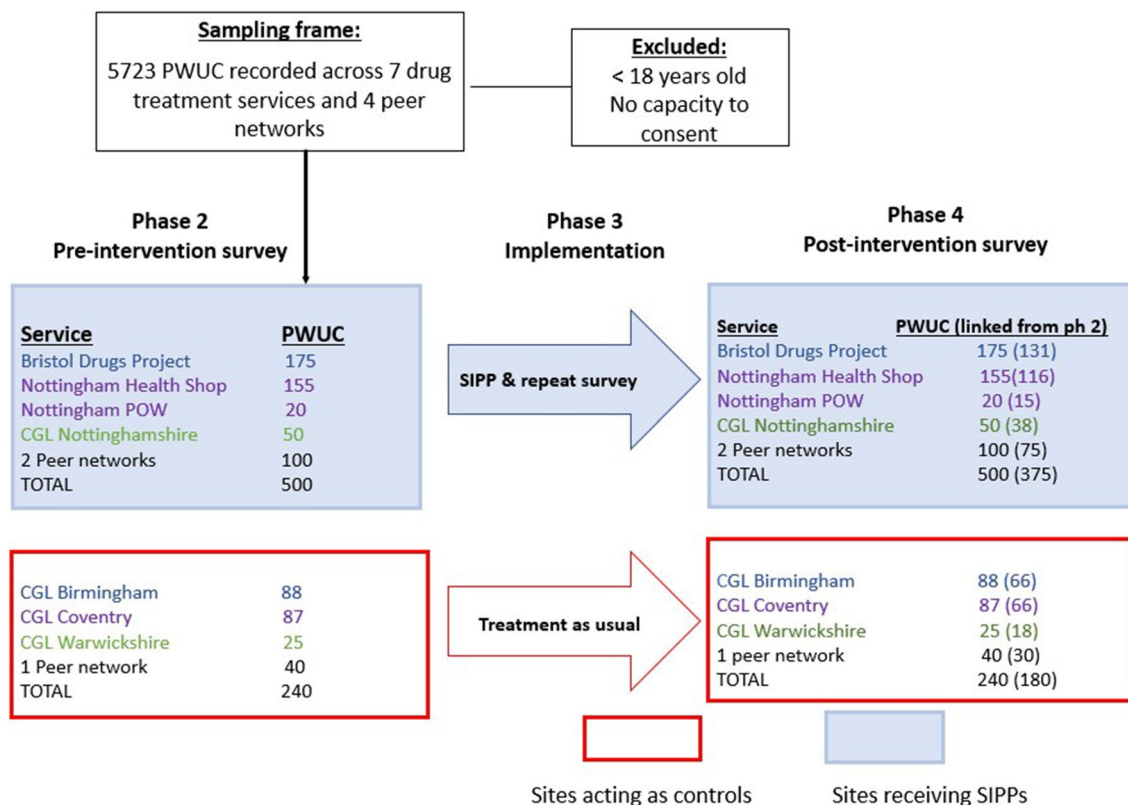 Sampling frame:
5723 PWUC recorded across 7 drug
treatment services and 4 peer
networks
Excluded:
< 18 years old
No capacity to
consent
Phase 2
Pre-intervention survey
Phase 3
Implementation
Phase 4
Post-intervention survey
Service PWUC
Bristol Drugs Project 175
Nottingham Health Shop 155
Nottingham POW 20
CGL Nottinghamshire 50
2 Peer networks 100
TOTAL 500
SIPP & repeat survey
Service PWUC (linked from ph 2)
Bristol Drugs Project 175 (131)
Nottingham Health Shop 155(116)
Nottingham POW 20 (15)
CGL Nottinghamshire 50 (38)
2 Peer networks 100 (75)
TOTAL 500 (375)
CGL Birmingham 88
CGL Coventry 87
CGL Warwickshire 25
1 Peer network 40
TOTAL 240
Treatment as usual
CGL Birmingham 88 (66)
CGL Coventry 87 (66)
CGL Warwickshire 25 (18)
1 peer network 40 (30)
TOTAL 240 (180)
Sites acting as controls
Sites receiving SIPPs